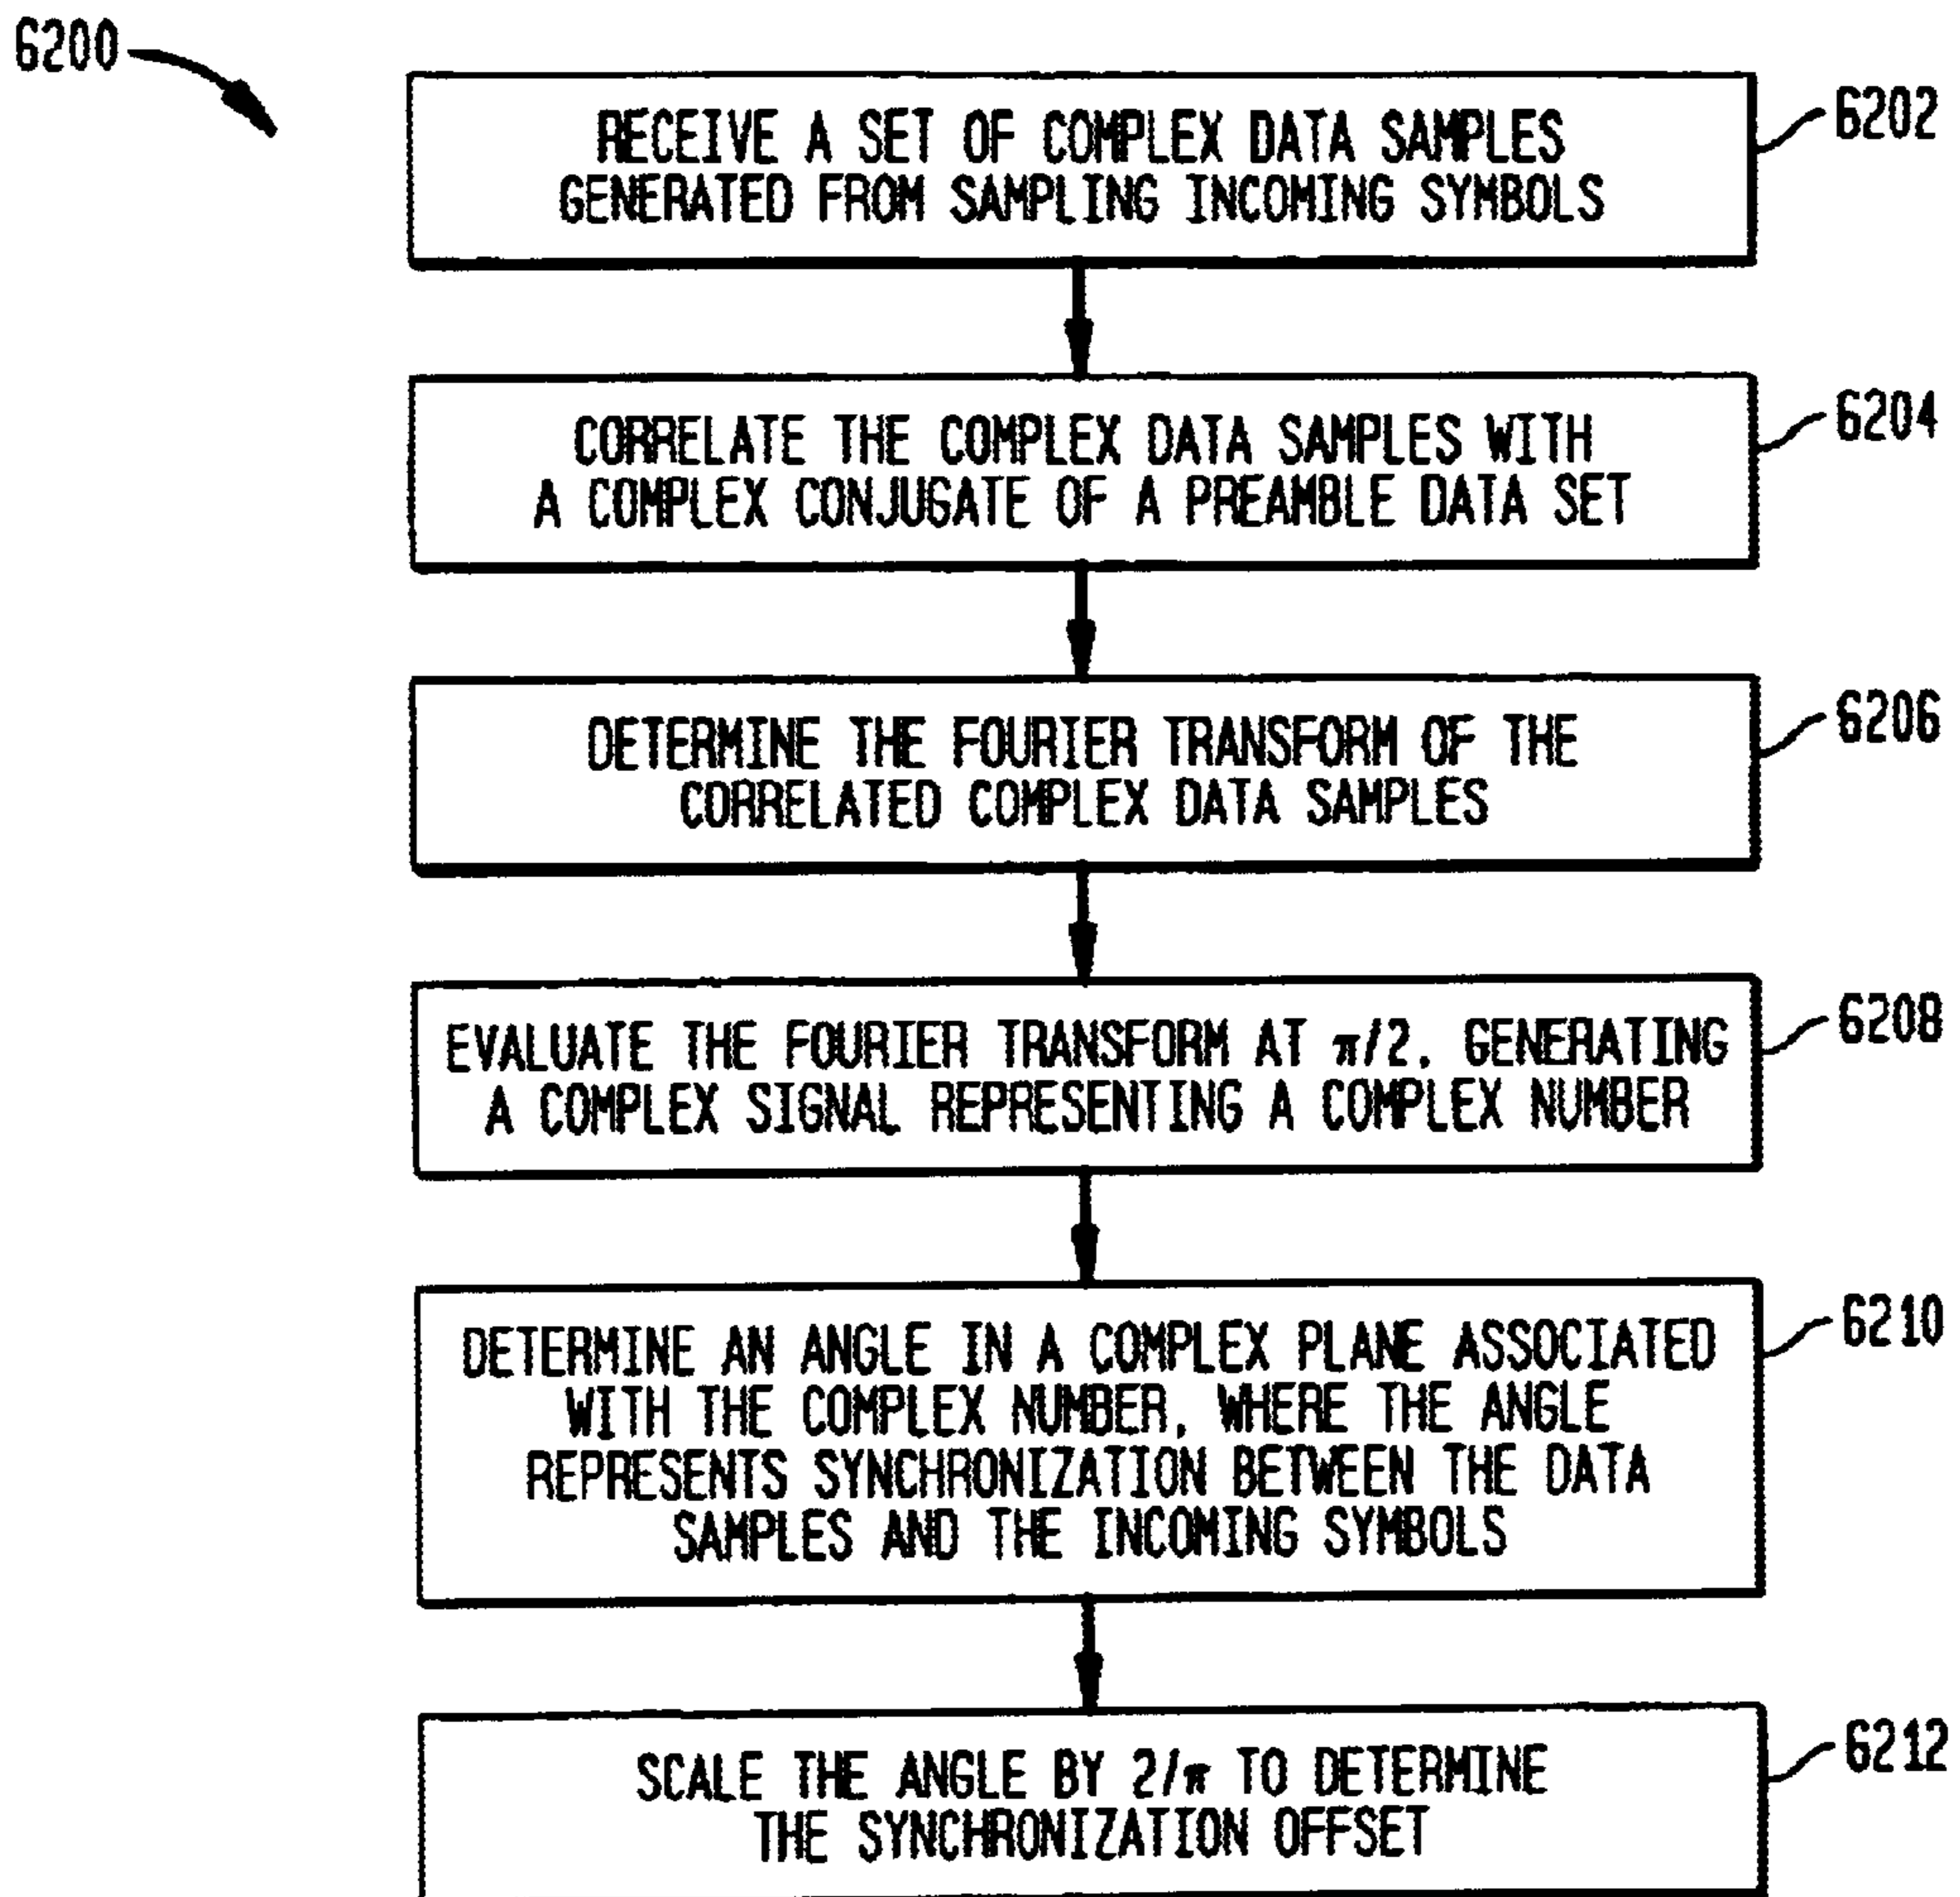 6200
RECEIVE A SET OF COMPLEX DATA SAMPLES
GENERATED FROM SAMPLING INCOMING SYMBOLS
6202
CORRELATE THE COMPLEX DATA SAMPLES WITH
A COMPLEX CONJUGATE OF A PREAMBLE DATA SET
6204
DETERMINE THE FOURIER TRANSFORM OF THE
CORRELATED COMPLEX DATA SAMPLES
6206
EVALUATE THE FOURIER TRANSFORM AT π/2, GENERATING
A COMPLEX SIGNAL REPRESENTING A COMPLEX NUMBER
6208
DETERMINE AN ANGLE IN A COMPLEX PLANE ASSOCIATED
WITH THE COMPLEX NUMBER, WHERE THE ANGLE
REPRESENTS SYNCHRONIZATION BETWEEN THE DATA
SAMPLES AND THE INCOMING SYMBOLS
6210
SCALE THE ANGLE BY 2/π TO DETERMINE
THE SYNCHRONIZATION OFFSET
6212